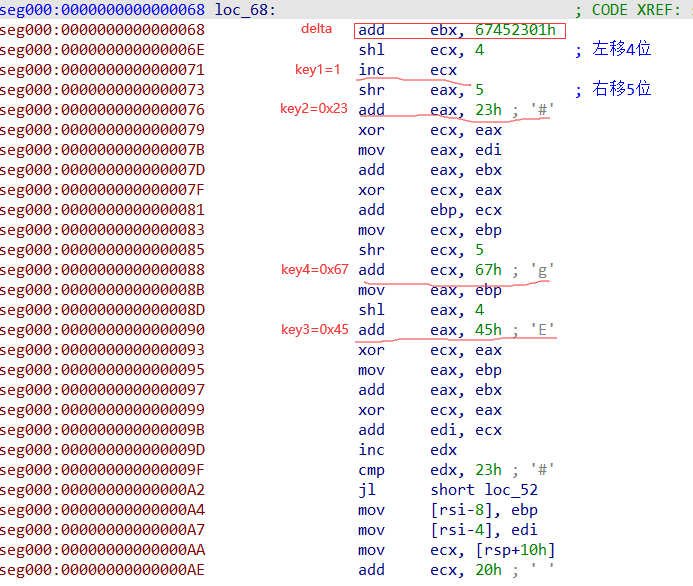 seg000:0000000000000068 loc_68: ; CODE XREF:
seg000:0000000000000068 delta add ebx, 67452301h
seg000:000000000000006E shl ecx, 4 ; 左移4位
seg000:0000000000000071 key1=1 inc ecx
seg000:0000000000000073 shr eax, 5 ; 右移5位
seg000:0000000000000076 key2=0x23 add eax, 23h ; '#'
seg000:0000000000000079 xor ecx, eax
seg000:000000000000007B mov eax, edi
seg000:000000000000007D add eax, ebx
seg000:000000000000007F xor ecx, eax
seg000:0000000000000081 add ebp, ecx
seg000:0000000000000083 mov ecx, ebp
seg000:0000000000000085 shr ecx, 5
seg000:0000000000000088 key4=0x67 add ecx, 67h ; 'g'
seg000:000000000000008B mov eax, ebp
seg000:000000000000008D shl eax, 4
seg000:0000000000000090 key3=0x45 add eax, 45h ; 'E'
seg000:0000000000000093 xor ecx, eax
seg000:0000000000000095 mov eax, ebp
seg000:0000000000000097 add eax, ebx
seg000:0000000000000099 xor ecx, eax
seg000:000000000000009B add edi, ecx
seg000:000000000000009D inc edx
seg000:000000000000009F cmp edx, 23h ; '#'
seg000:00000000000000A2 jl short loc_52
seg000:00000000000000A4 mov [rsi-8], ebp
seg000:00000000000000A7 mov [rsi-4], edi
seg000:00000000000000AA mov ecx, [rsp+10h]
seg000:00000000000000AE add ecx, 20h ; ' '